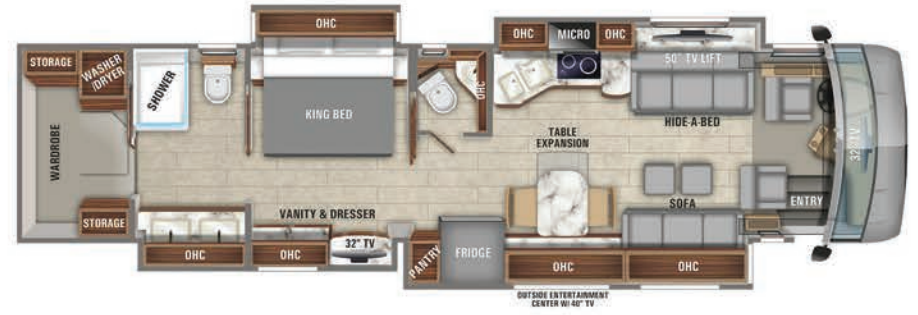 OHC
STORAGE
WASHER
/DRYER
SHOWER
WARDROBE
STORAGE
KING BED
OHC
OHC
MICRO
OHC
50" TV LIFT
HIDE-A-BED
TABLE
EXPANSION
32" TV
SOFA
ENTRY
VANITY & DRESSER
32" TV
OHC
OHC
PANTRY
FRIDGE
OHC
OHC
OUTSIDE ENTERTAINMENT
CENTER W/ 40" TV